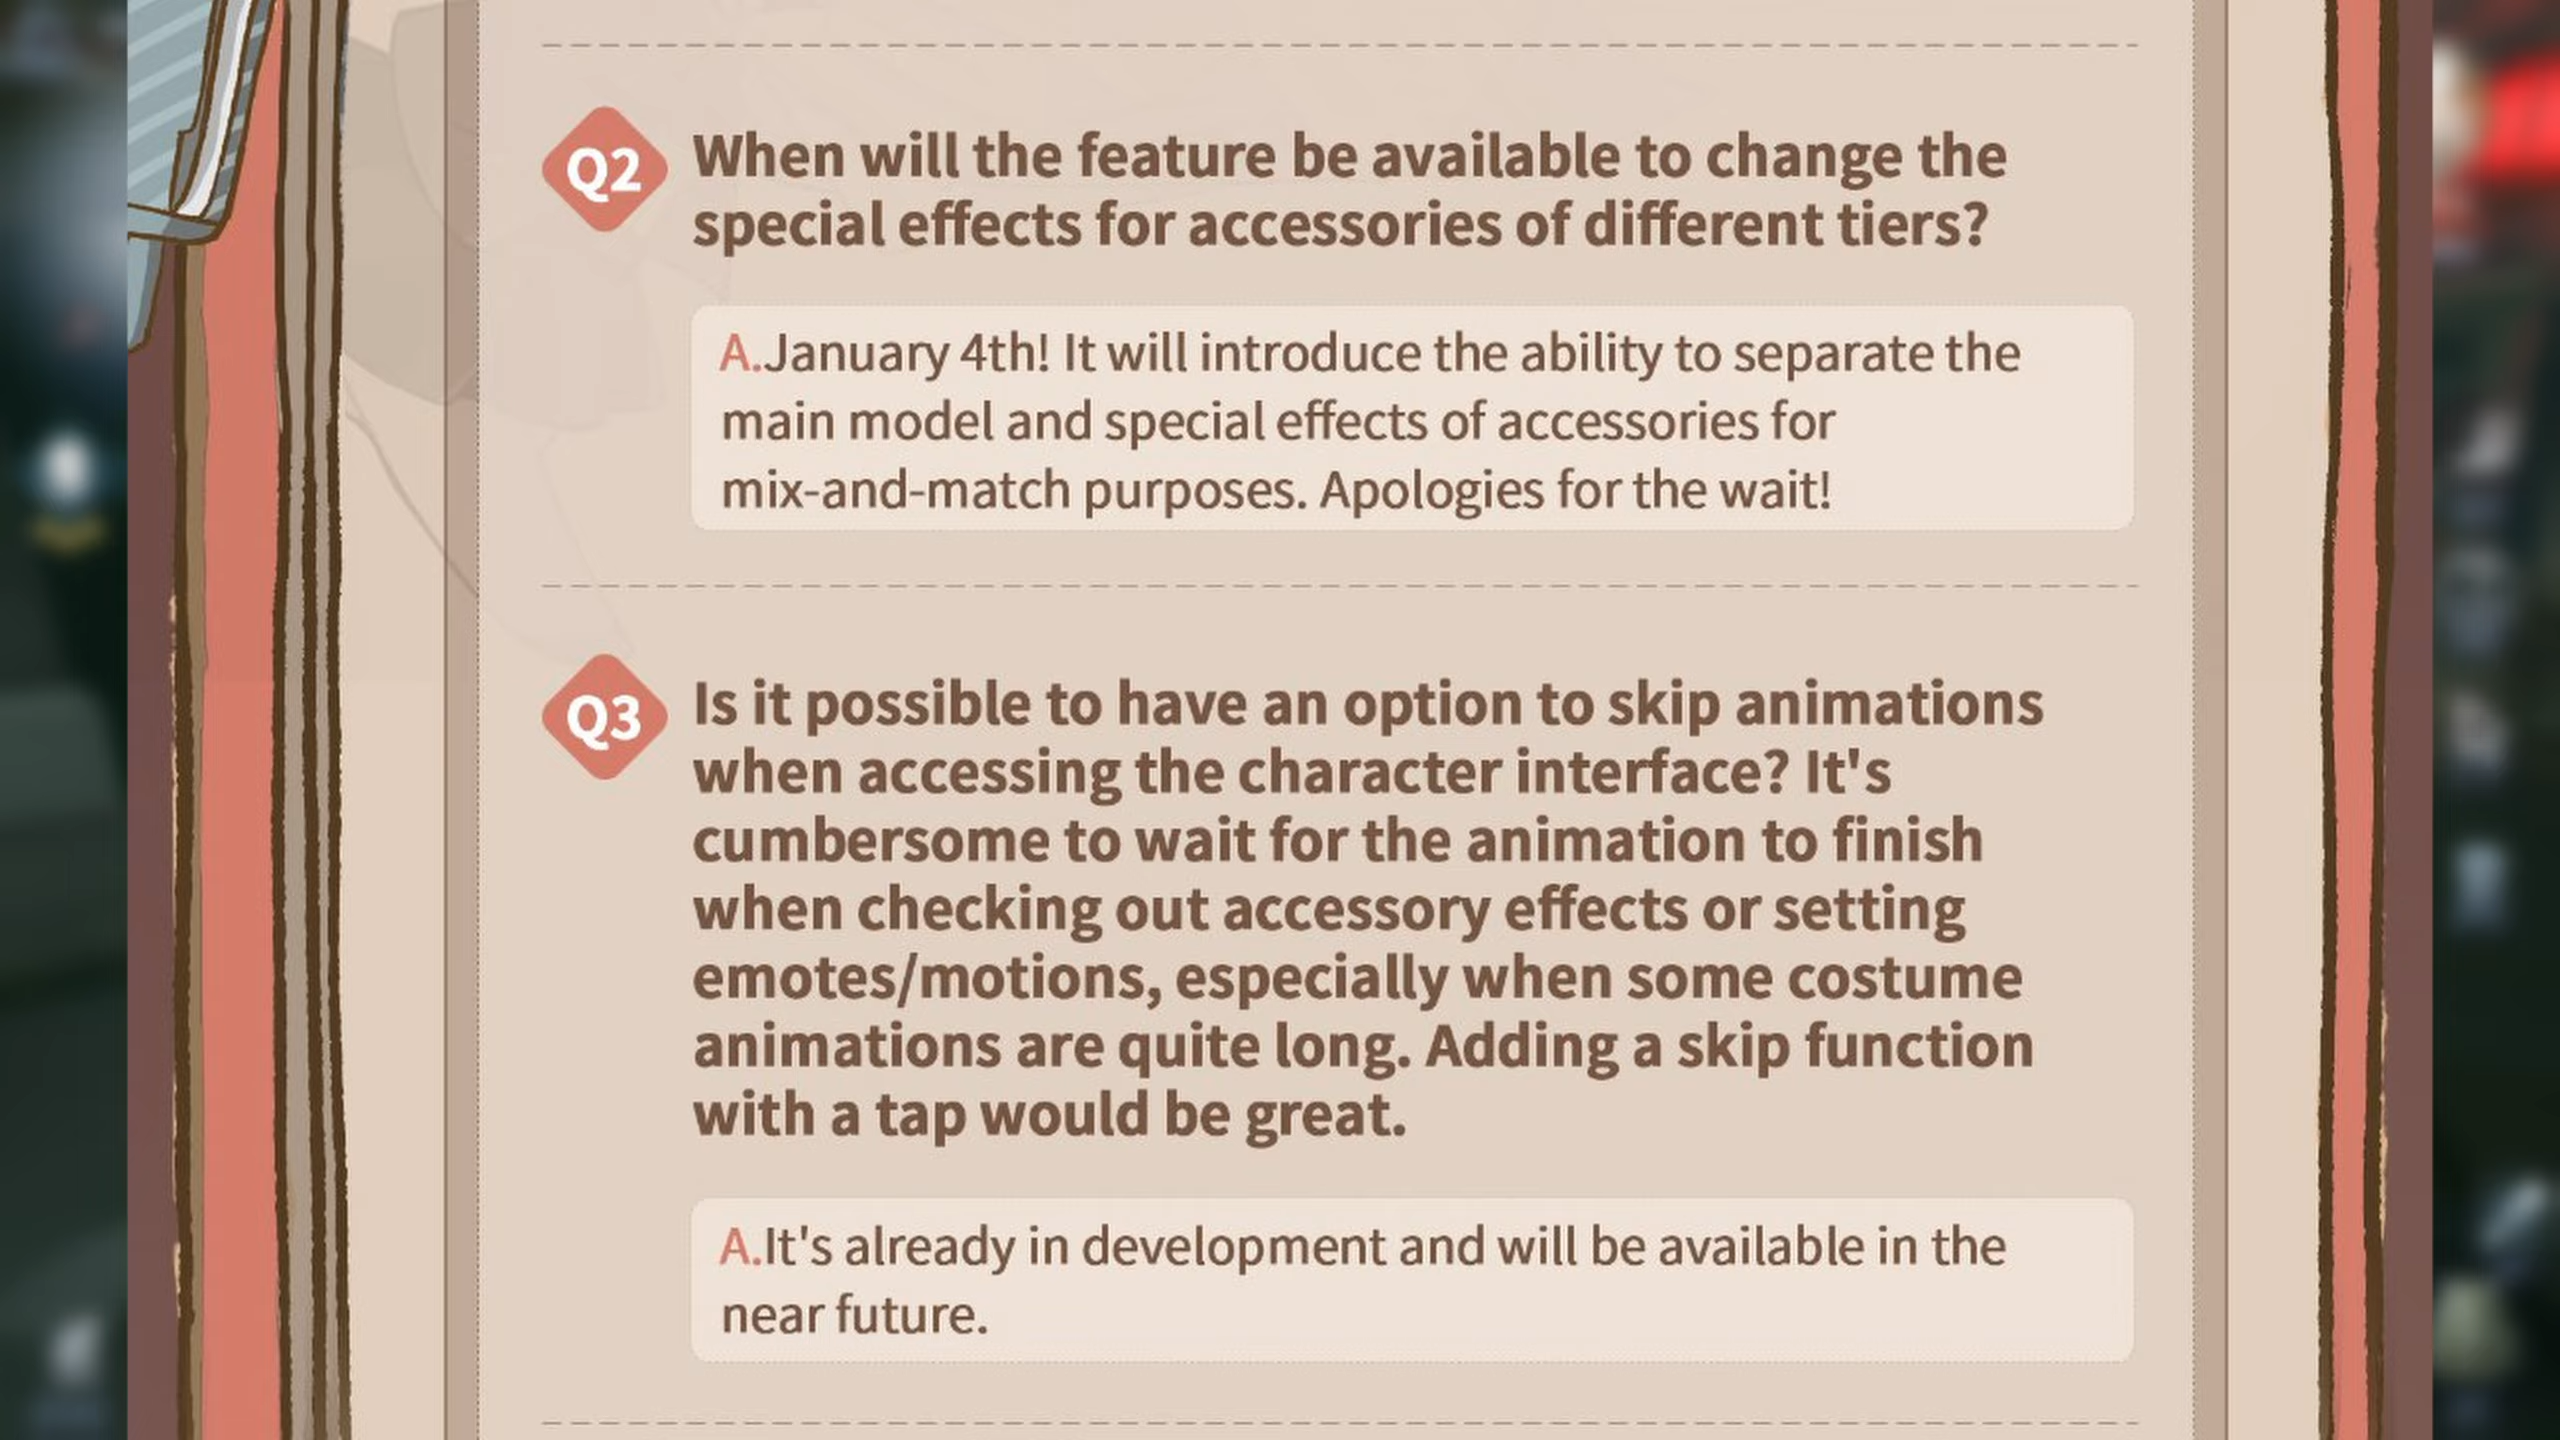 Q2
When will the feature be available to change the
special effects for accessories of different tiers?
A.January 4th! It will introduce the ability to separate the
main model and special effects of accessories for
mix-and-match purposes. Apologies for the wait!
Q3
Is it possible to have an option to skip animations
when accessing the character interface? It's
cumbersome to wait for the animation to finish
when checking out accessory effects or setting
emotes/motions, especially when some costume
animations are quite long. Adding a skip function
with a tap would be great.
A.It's already in development and will be available in the
near future.